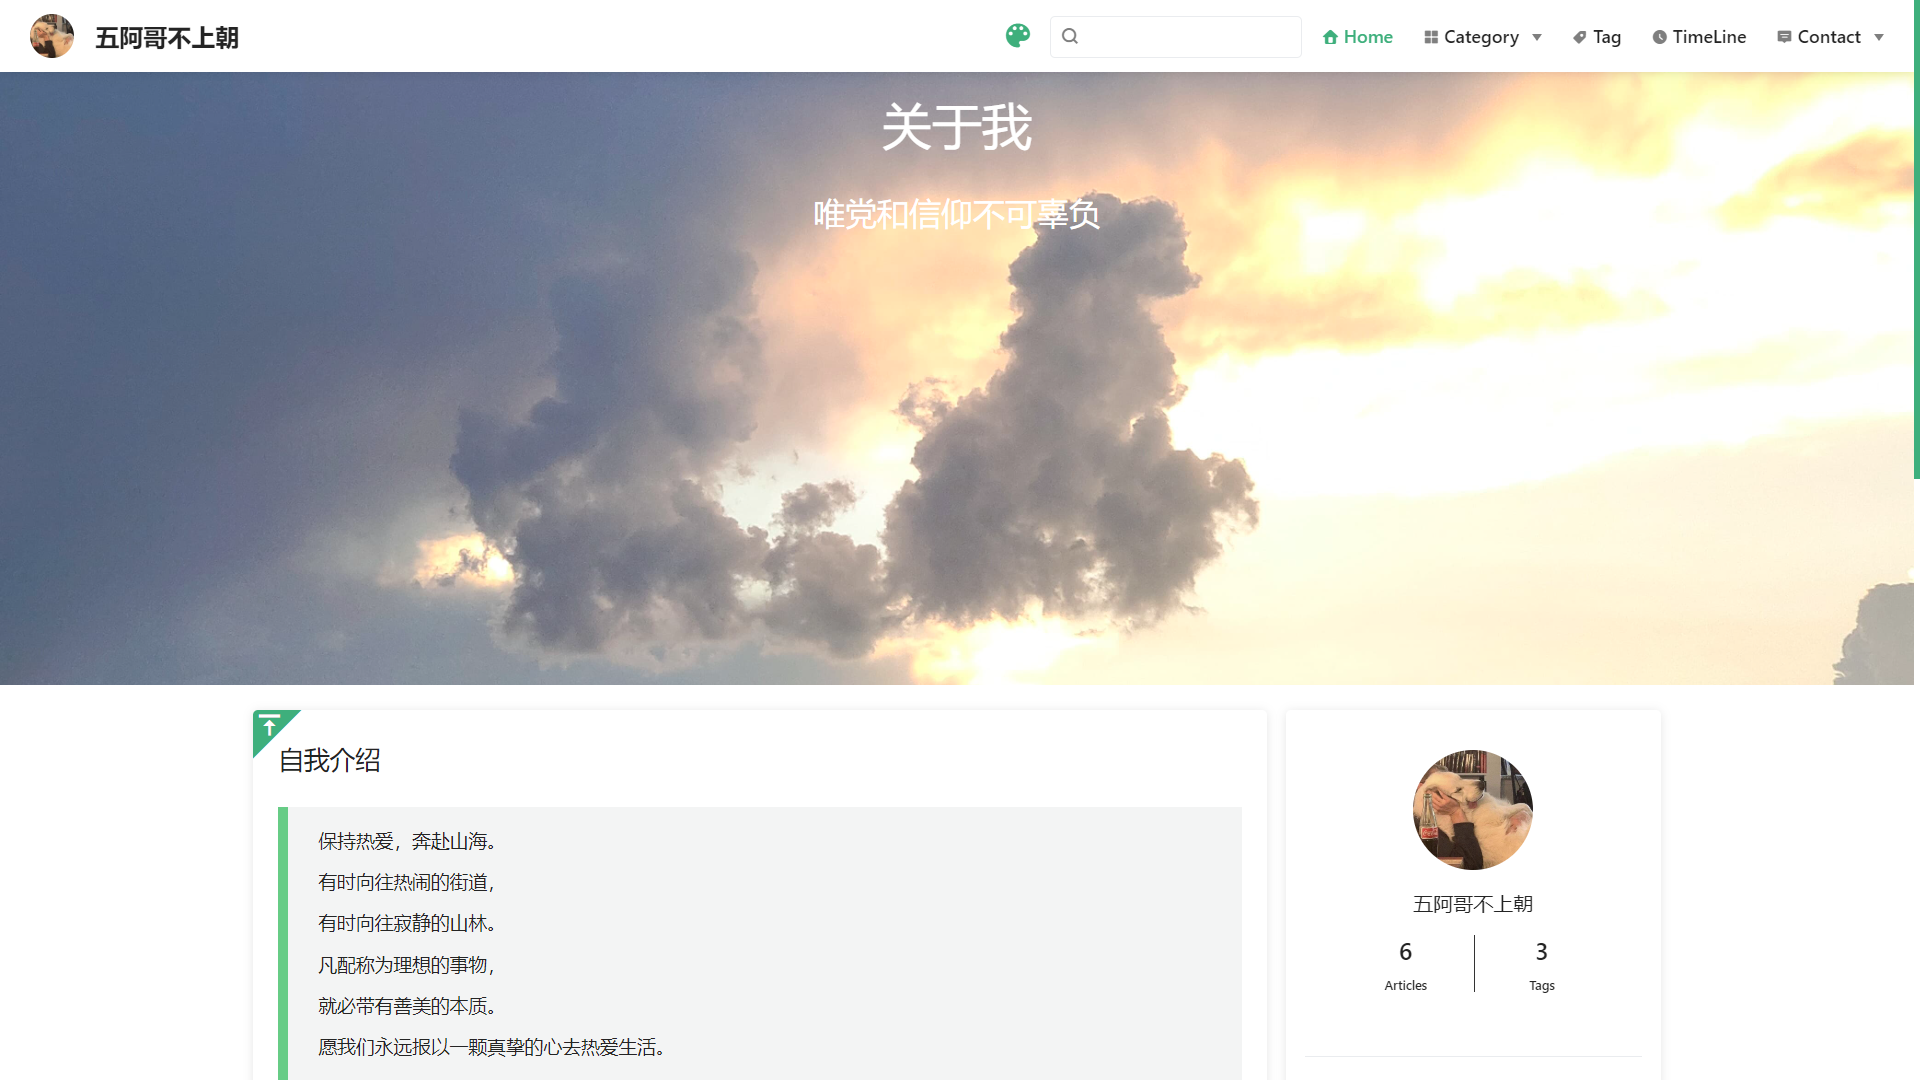 五阿哥不上朝
Home
Category
Tag
TimeLine
Contact
关于我
唯党和信仰不可辜负
自我介绍
保持热爱，奔赴山海。
有时向往热闹的街道，
有时向往寂静的山林。
凡配称为理想的事物，
就必带有善美的本质。
愿我们永远报以一颗真挚的心去热爱生活。
五阿哥不上朝
6
Articles
3
Tags